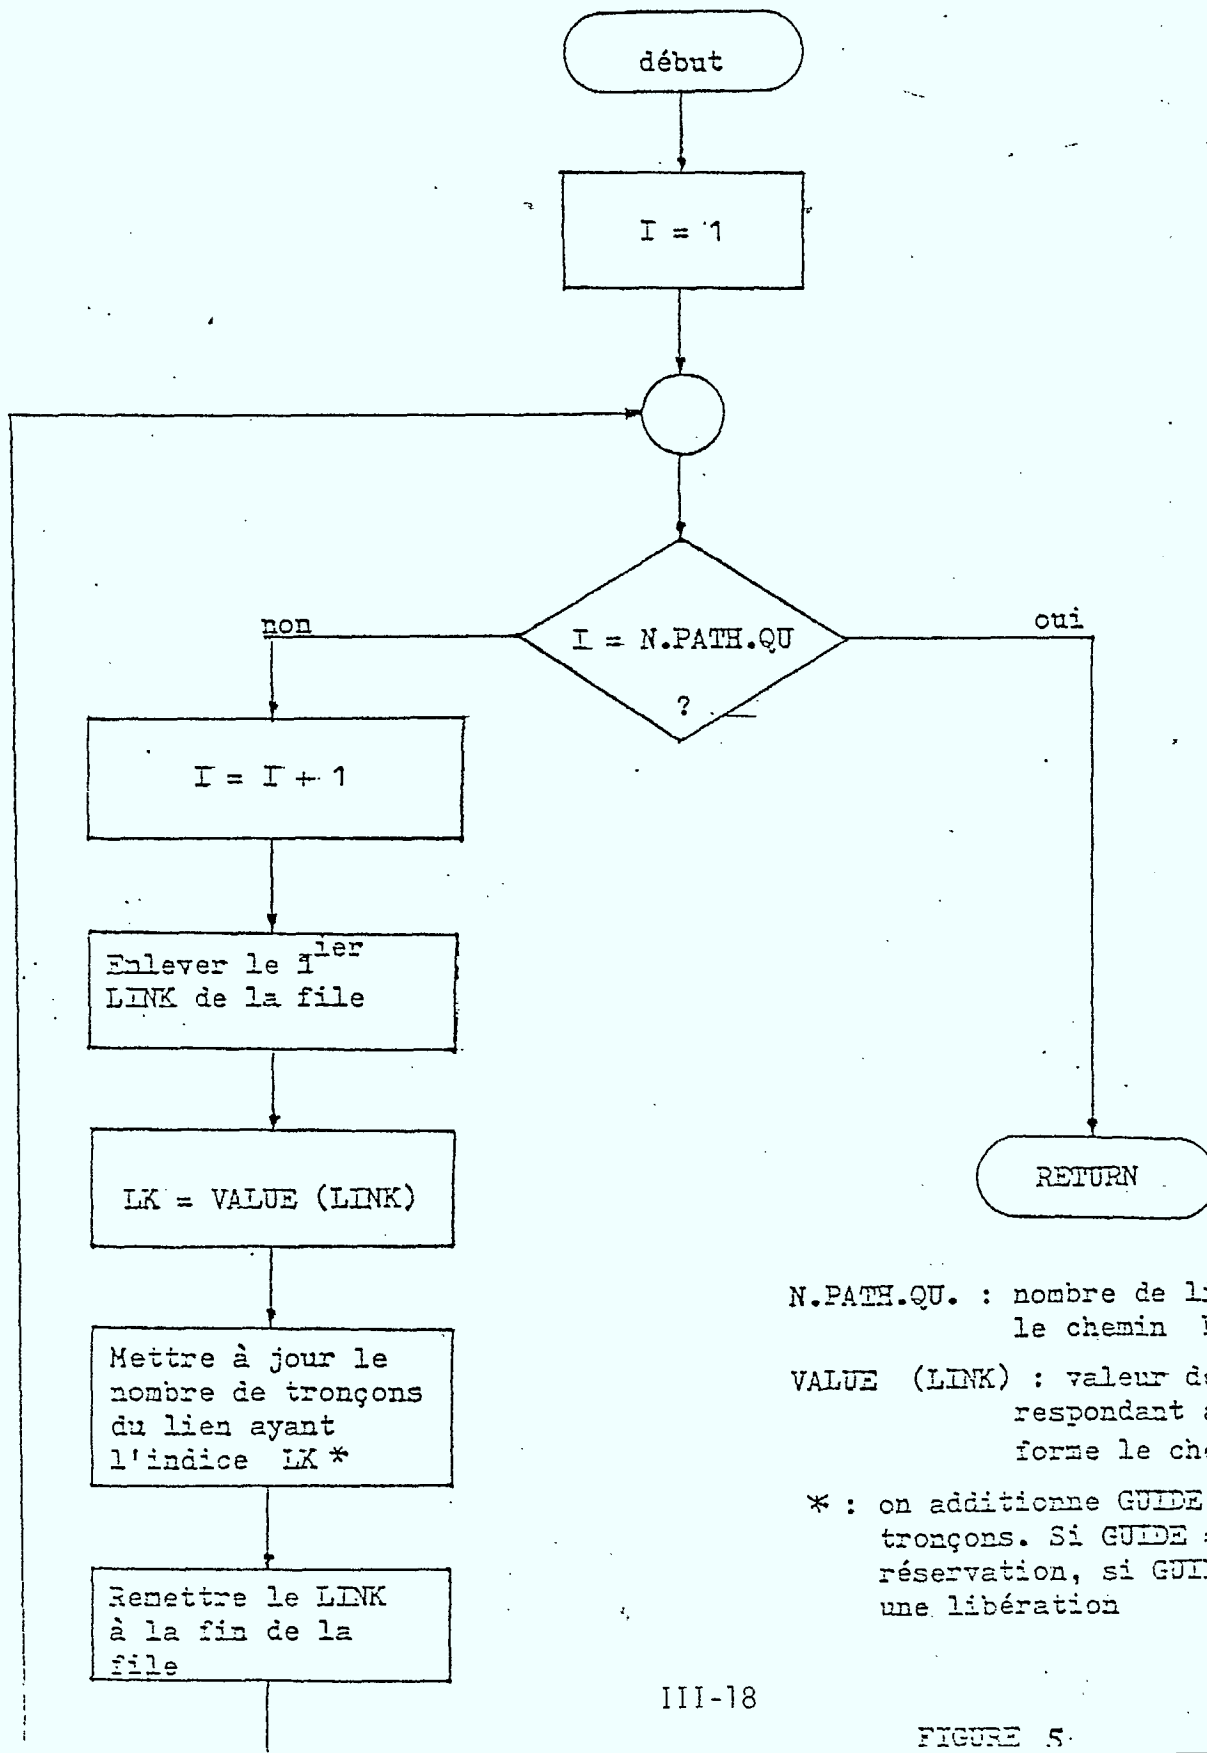 début
I = 1
I = N.PATH.QU
?
non
oui
I = I + 1
Enlever le 1ier
LINK de la file
LK = VALUE (LINK)
Mettre à jour le
nombre de tronçons
du lien ayant
l'indice LK *
Remettre le LINK
à la fin de la
file
RETURN
N.PATH.QU. : nombre de
le chemin
VALUE (LINK) : valeur
respondant
forme le
* : on additionne GUIDE
tronçons. Si GUIDE
réservation, si
une libération
III-18
FIGURE 5